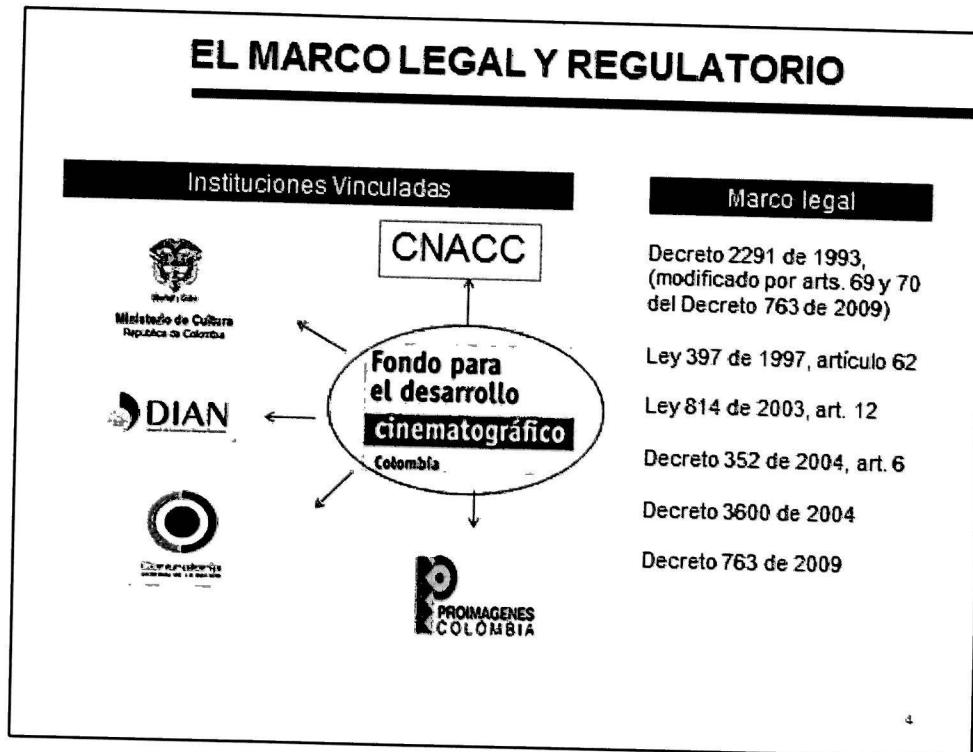 EL MARCO LEGAL Y REGULATORIO
Instituciones Vinculadas
CNACC
Libertad y Orden
Ministerio de Cultura
República de Colombia
DIAN
Fondo para
el desarrollo
cinematográfico
Colombia
Contraloría
PROIMAGENES
COLOMBIA
Marco legal
Decreto 2291 de 1993,
(modificado por arts. 69 y 70
del Decreto 763 de 2009)
Ley 397 de 1997, artículo 62
Ley 814 de 2003, art. 12
Decreto 352 de 2004, art. 6
Decreto 3600 de 2004
Decreto 763 de 2009
4